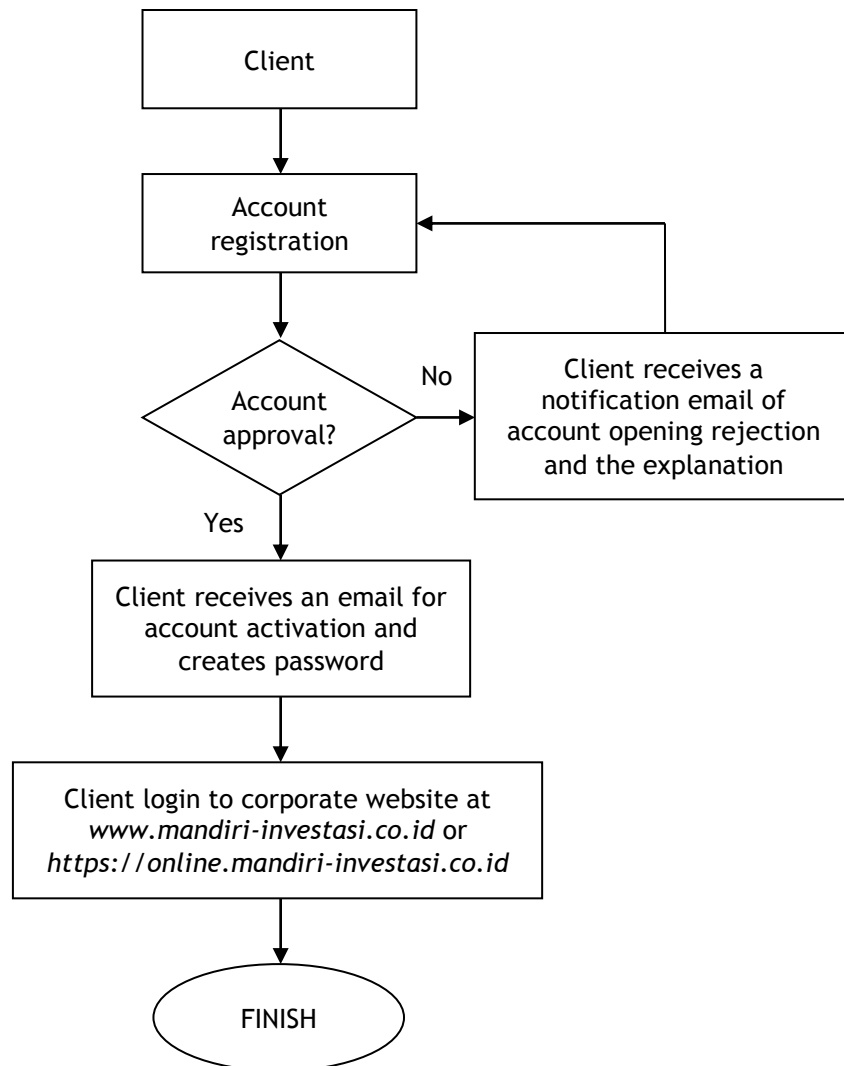 Client
Account
registration
Account
approval?
No
Client receives a
notification email of
account opening rejection
and the explanation
Yes
Client receives an email for
account activation and
creates password
Client login to corporate website at
www.mandiri-investasi.co.id or
https://online.mandiri-investasi.co.id
FINISH